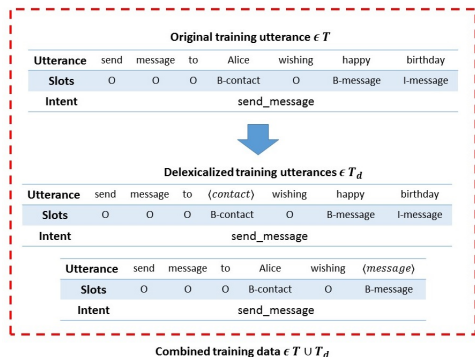 Original training utterance ϵ T
Utterance send message to Alice wishing happy birthday
Slots O O O B-contact O B-message I-message
Intent send_message
Delexicalized training utterances ϵ T_d
Utterance send message to ⟨contact⟩ wishing happy birthday
Slots O O O B-contact O B-message I-message
Intent send_message
Utterance send message to Alice wishing ⟨message⟩
Slots O O O B-contact O B-message
Intent send_message
Combined training data ϵ T ∪ T_d